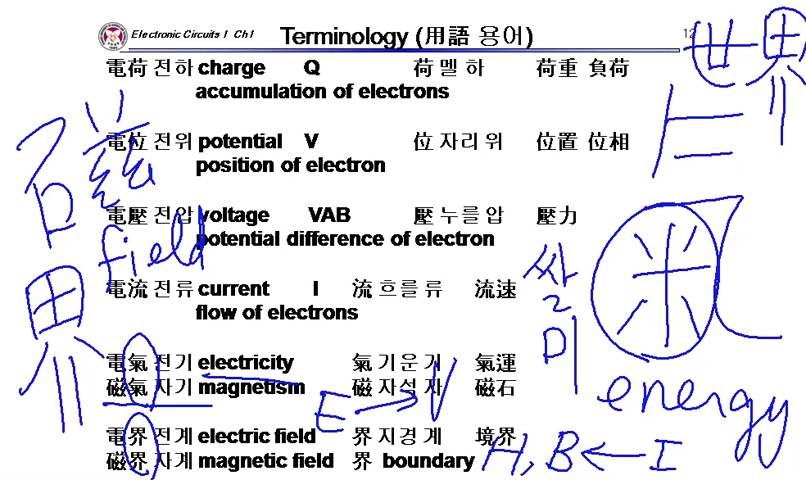 Electronic Circuits 1 Ch1
Terminology (用語 용어)
12
電荷 전하 charge Q 荷 멜 하 荷重 負荷
accumulation of electrons
電位 전위 potential V 位 자리 위 位置 位相
position of electron
電壓 전압 voltage VAB 壓 누를 압 壓力
potential difference of electron
電流 전류 current I 流 흐를 류 流速
flow of electrons
電氣 전기 electricity 氣 기운 기 氣運
磁氣 자기 magnetism 磁 자석 자 磁石
電界 전계 electric field 界 지경 계 境界
磁界 자계 magnetic field 界 boundary
世界
磁
界
field
米
쌀
미
energy
E → V
H, B ← I